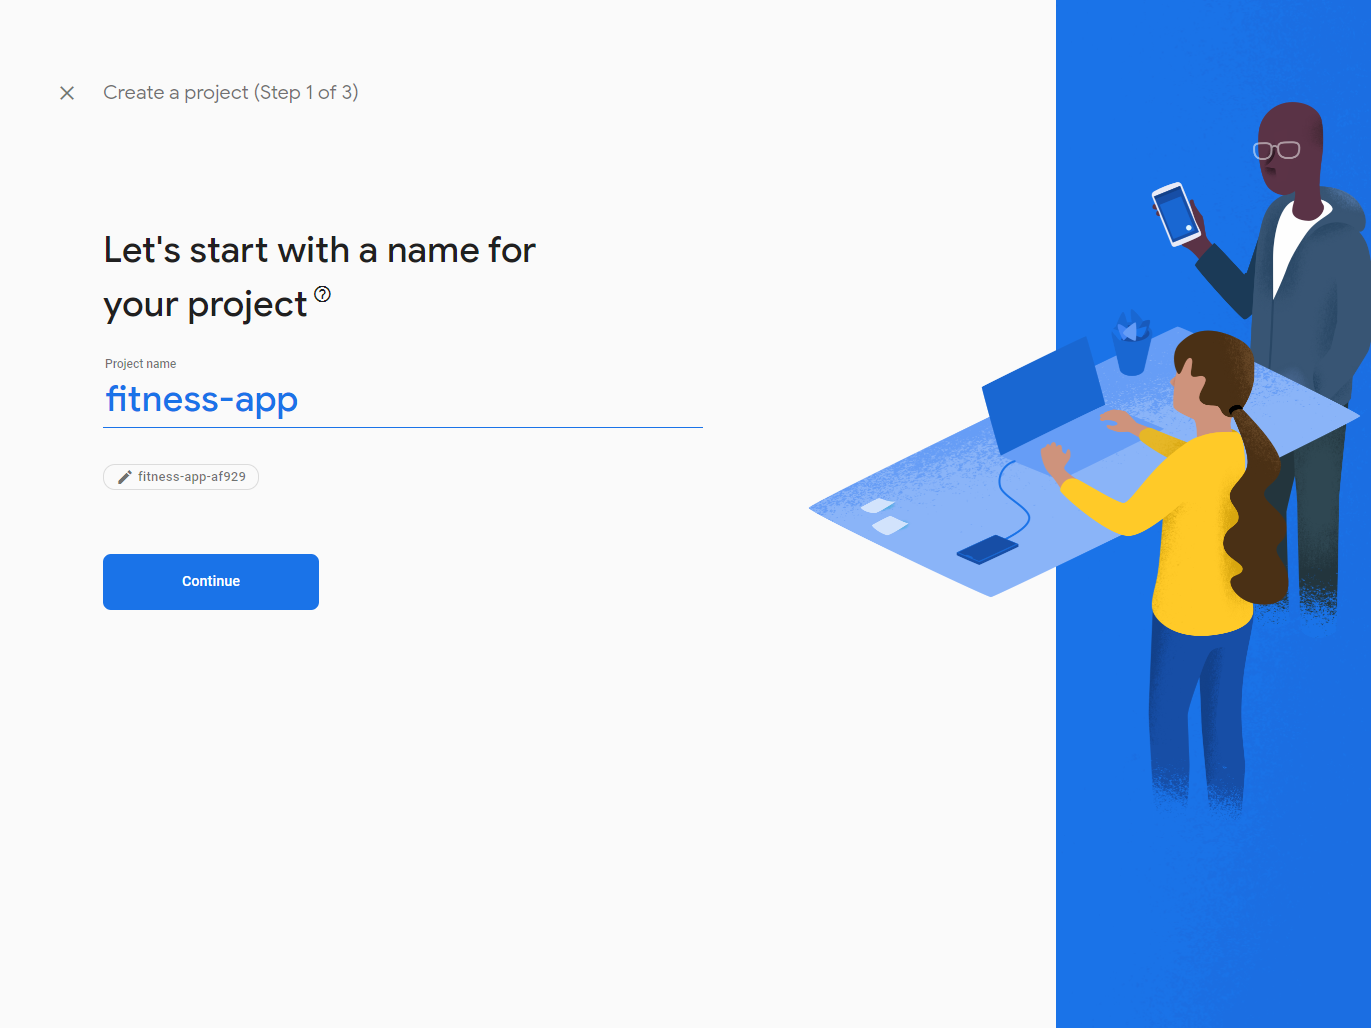 Create a project (Step 1 of 3)
Let's start with a name for
your project
Project name
fitness-app
fitness-app-af929
Continue